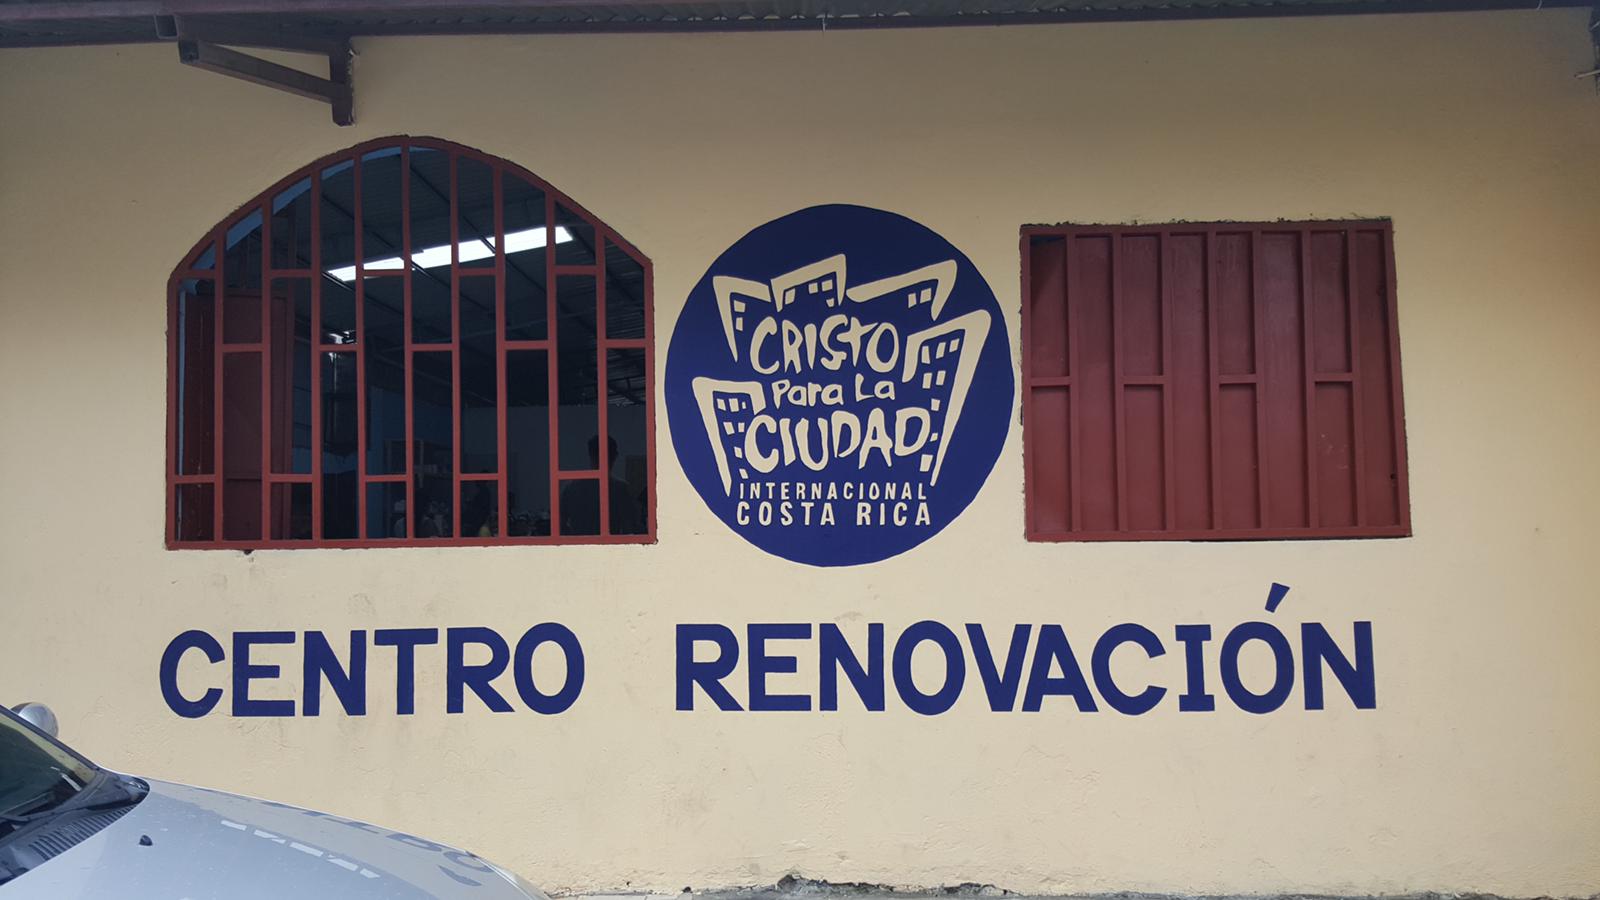 CRISTO
Para La
CIUDAD
INTERNACIONAL
COSTA RICA
CENTRO RENOVACIÓN